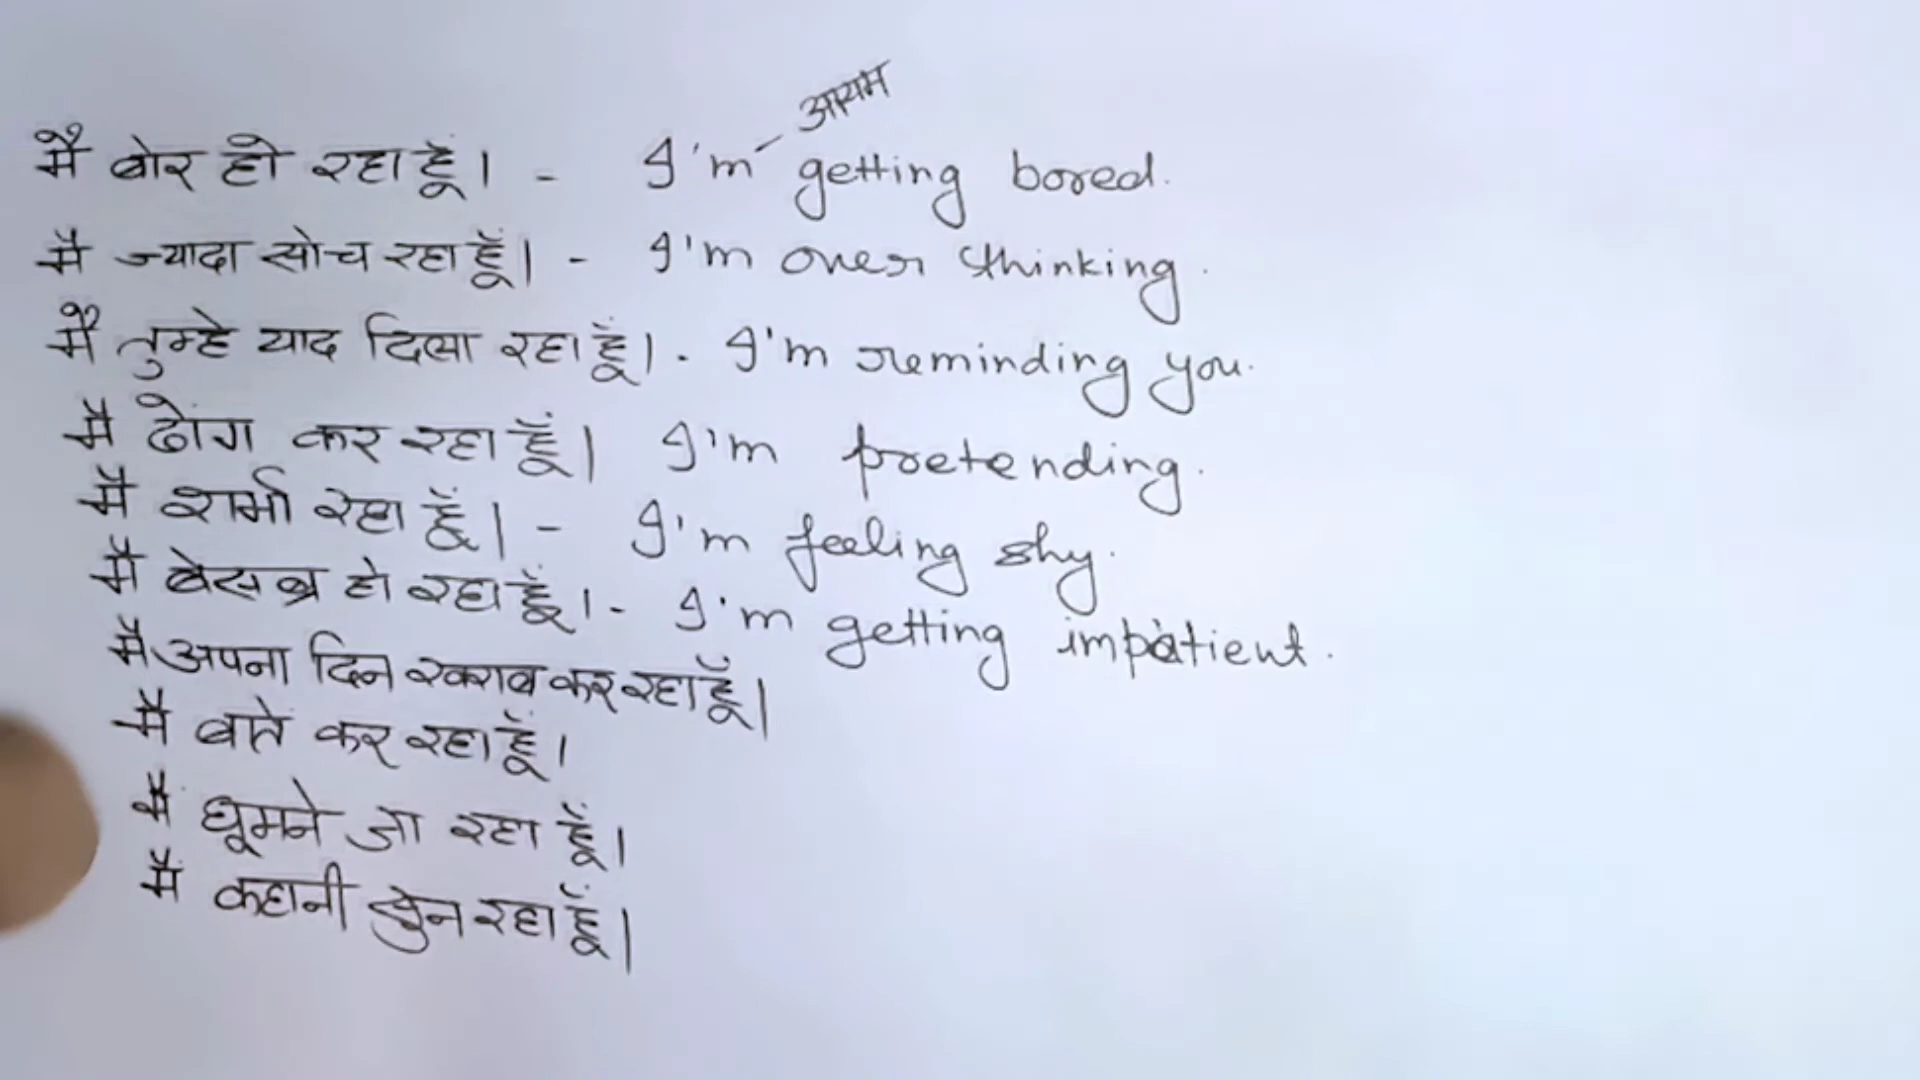 आयम
मैं बोर हो रहा हूँ। - I'm getting bored.
मैं ज्यादा सोच रहा हूँ। - I'm over thinking.
मैं तुम्हे याद दिला रहा हूँ। - I'm reminding you.
मैं ढोंग कर रहा हूँ। I'm pretending.
मैं शर्मा रहा हूँ। - I'm feeling shy.
मैं बेसब्र हो रहा हूँ। - I'm getting impatient.
मैं अपना दिन खराब कर रहा हूँ।
मैं बाते कर रहा हूँ।
मैं घूमने जा रहा हूँ।
मैं कहानी सुन रहा हूँ।